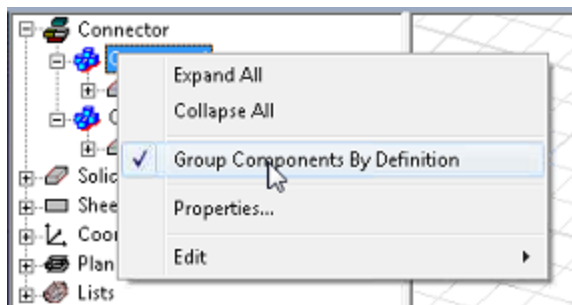 Connector
Expand All
Collapse All
Group Components By Definition
Properties...
Edit
Lists